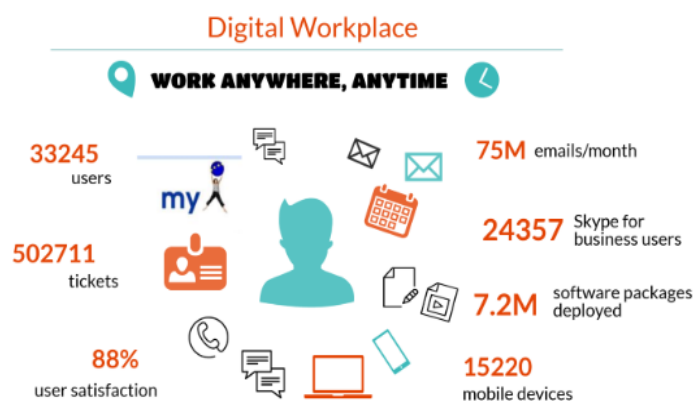 Digital Workplace
WORK ANYWHERE, ANYTIME
33245
users
my
502711
tickets
88%
user satisfaction
75M emails/month
24357 Skype for
business users
7.2M software packages
deployed
15220
mobile devices